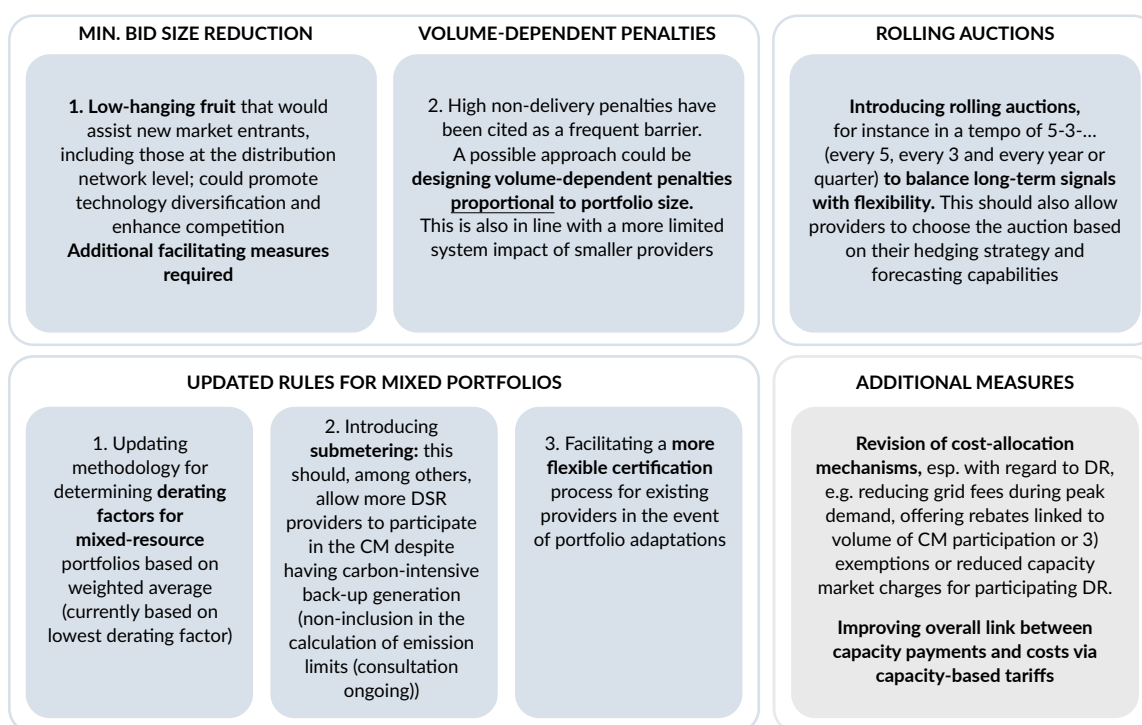 MIN. BID SIZE REDUCTION
1. Low-hanging fruit that would
assist new market entrants,
including those at the distribution
network level; could promote
technology diversification and
enhance competition
Additional facilitating measures
required
VOLUME-DEPENDENT PENALTIES
2. High non-delivery penalties have
been cited as a frequent barrier.
A possible approach could be
designing volume-dependent penalties
proportional to portfolio size.
This is also in line with a more limited
system impact of smaller providers
ROLLING AUCTIONS
Introducing rolling auctions,
for instance in a tempo of 5-3-...
(every 5, every 3 and every year or
quarter) to balance long-term signals
with flexibility. This should also allow
providers to choose the auction based
on their hedging strategy and
forecasting capabilities
UPDATED RULES FOR MIXED PORTFOLIOS
1. Updating
methodology for
determining derating
factors for
mixed-resource
portfolios based on
weighted average
(currently based on
lowest derating factor)
2. Introducing
submetering: this
should, among others,
allow more DSR
providers to participate
in the CM despite
having carbon-intensive
back-up generation
(non-inclusion in the
calculation of emission
limits (consultation
ongoing))
3. Facilitating a more
flexible certification
process for existing
providers in the event
of portfolio adaptations
ADDITIONAL MEASURES
Revision of cost-allocation
mechanisms, esp. with regard to DR,
e.g. reducing grid fees during peak
demand, offering rebates linked to
volume of CM participation or 3)
exemptions or reduced capacity
market charges for participating DR.
Improving overall link between
capacity payments and costs via
capacity-based tariffs